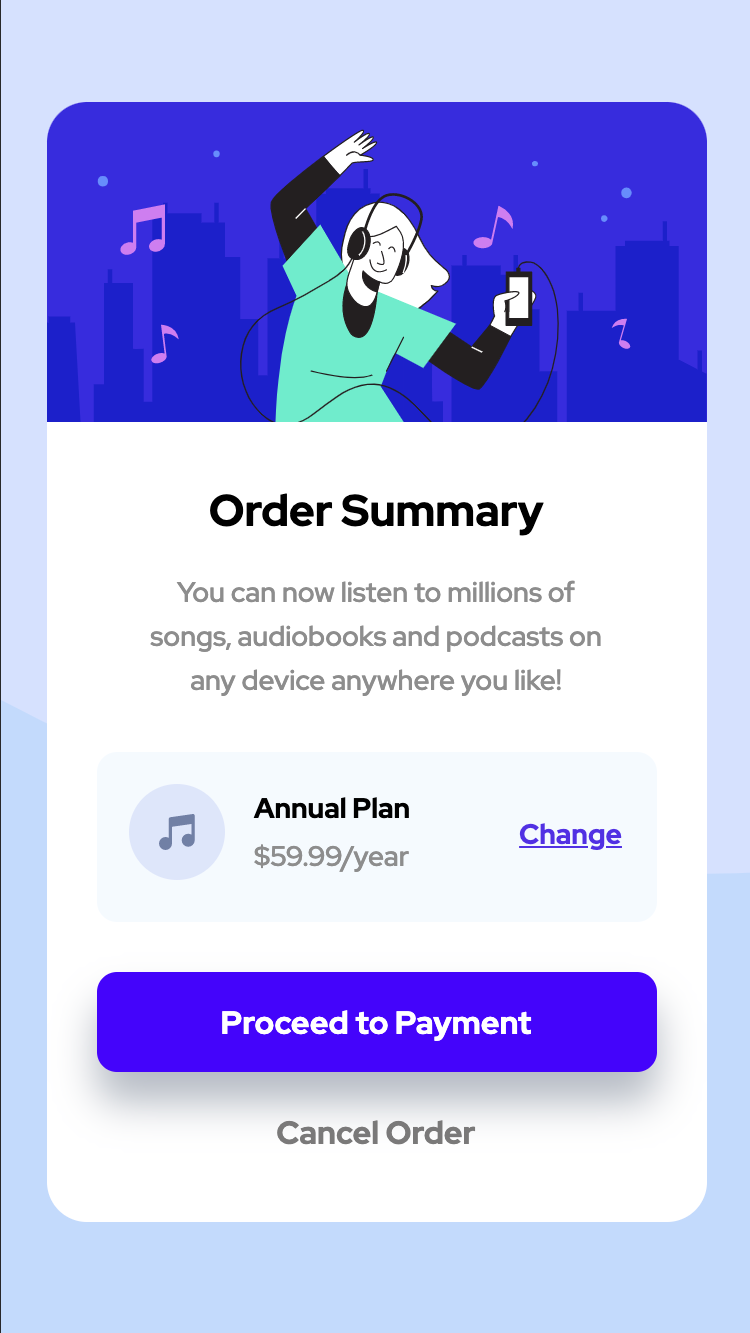 Order Summary
You can now listen to millions of
songs, audiobooks and podcasts on
any device anywhere you like!
Annual Plan
$59.99/year
Change
Proceed to Payment
Cancel Order